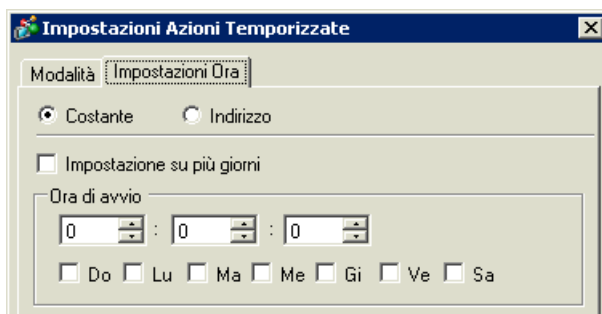 Impostazioni Azioni Temporizzate
Modalità Impostazioni Ora
Costante Indirizzo
Impostazione su più giorni
Ora di avvio
0 : 0 : 0
Do Lu Ma Me Gi Ve Sa